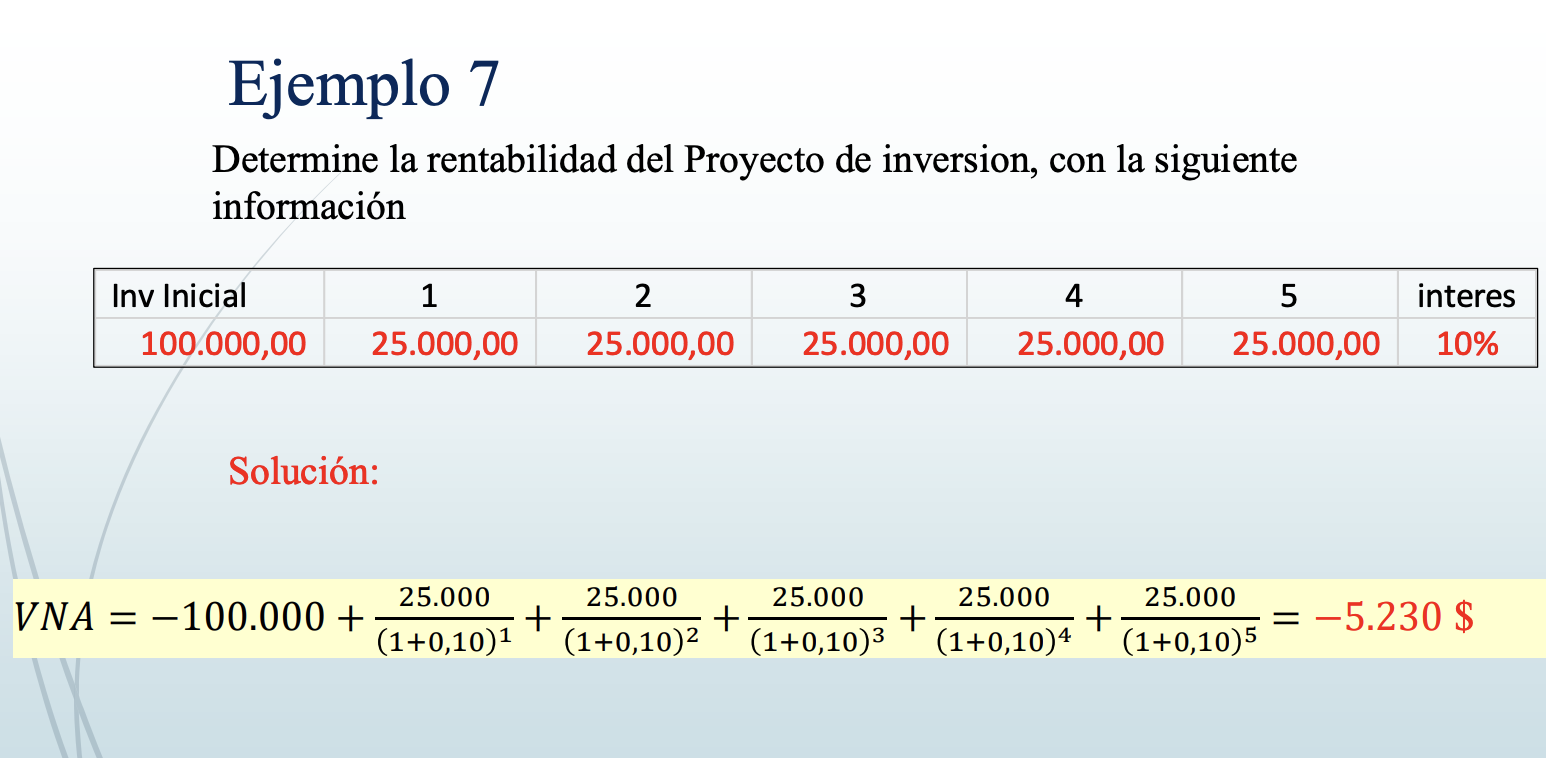 Ejemplo 7
Determine la rentabilidad del Proyecto de inversion, con la siguiente
información
Inv Inicial 1 2 3 4 5 interes
100.000,00 25.000,00 25.000,00 25.000,00 25.000,00 25.000,00 10%
Solución:
VNA = −100.000 + 25.000/(1+0,10)¹ + 25.000/(1+0,10)² + 25.000/(1+0,10)³ + 25.000/(1+0,10)⁴ + 25.000/(1+0,10)⁵ = −5.230 $